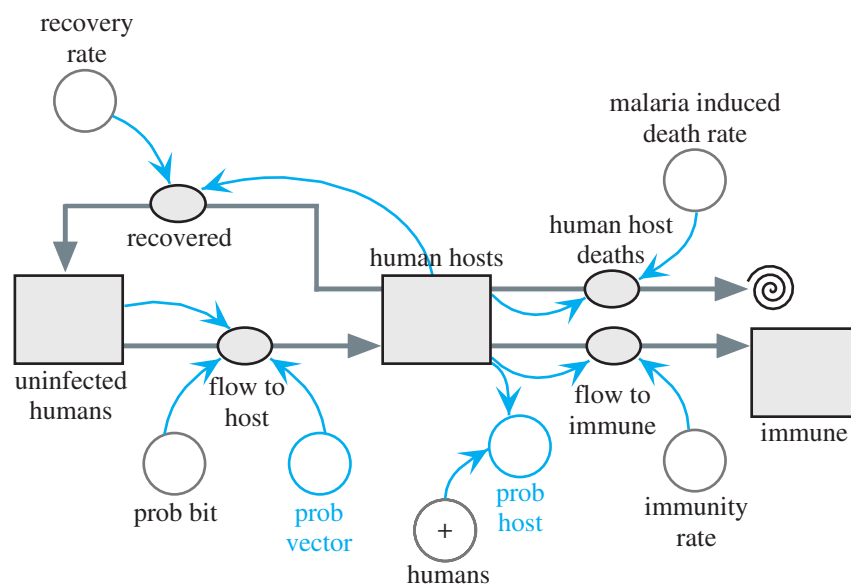 recovery
rate
malaria induced
death rate
recovered
human host
deaths
human hosts
uninfected
humans
flow to
host
flow to
immune
immune
prob bit
prob
vector
prob
host
immunity
rate
+
humans